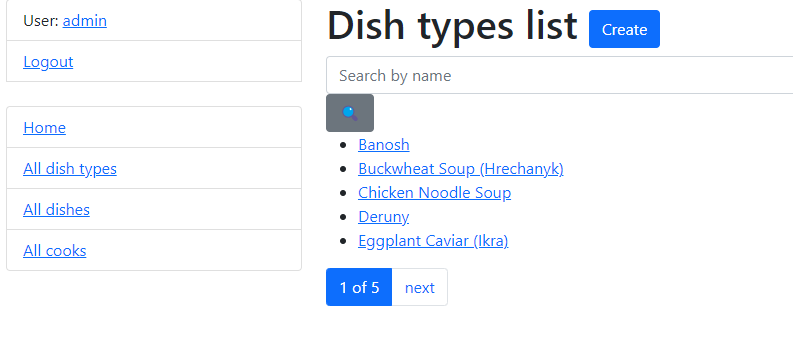 User: admin
Logout
Home
All dish types
All dishes
All cooks
Dish types list Create
Search by name
Banosh
Buckwheat Soup (Hrechanyk)
Chicken Noodle Soup
Deruny
Eggplant Caviar (Ikra)
1 of 5 next